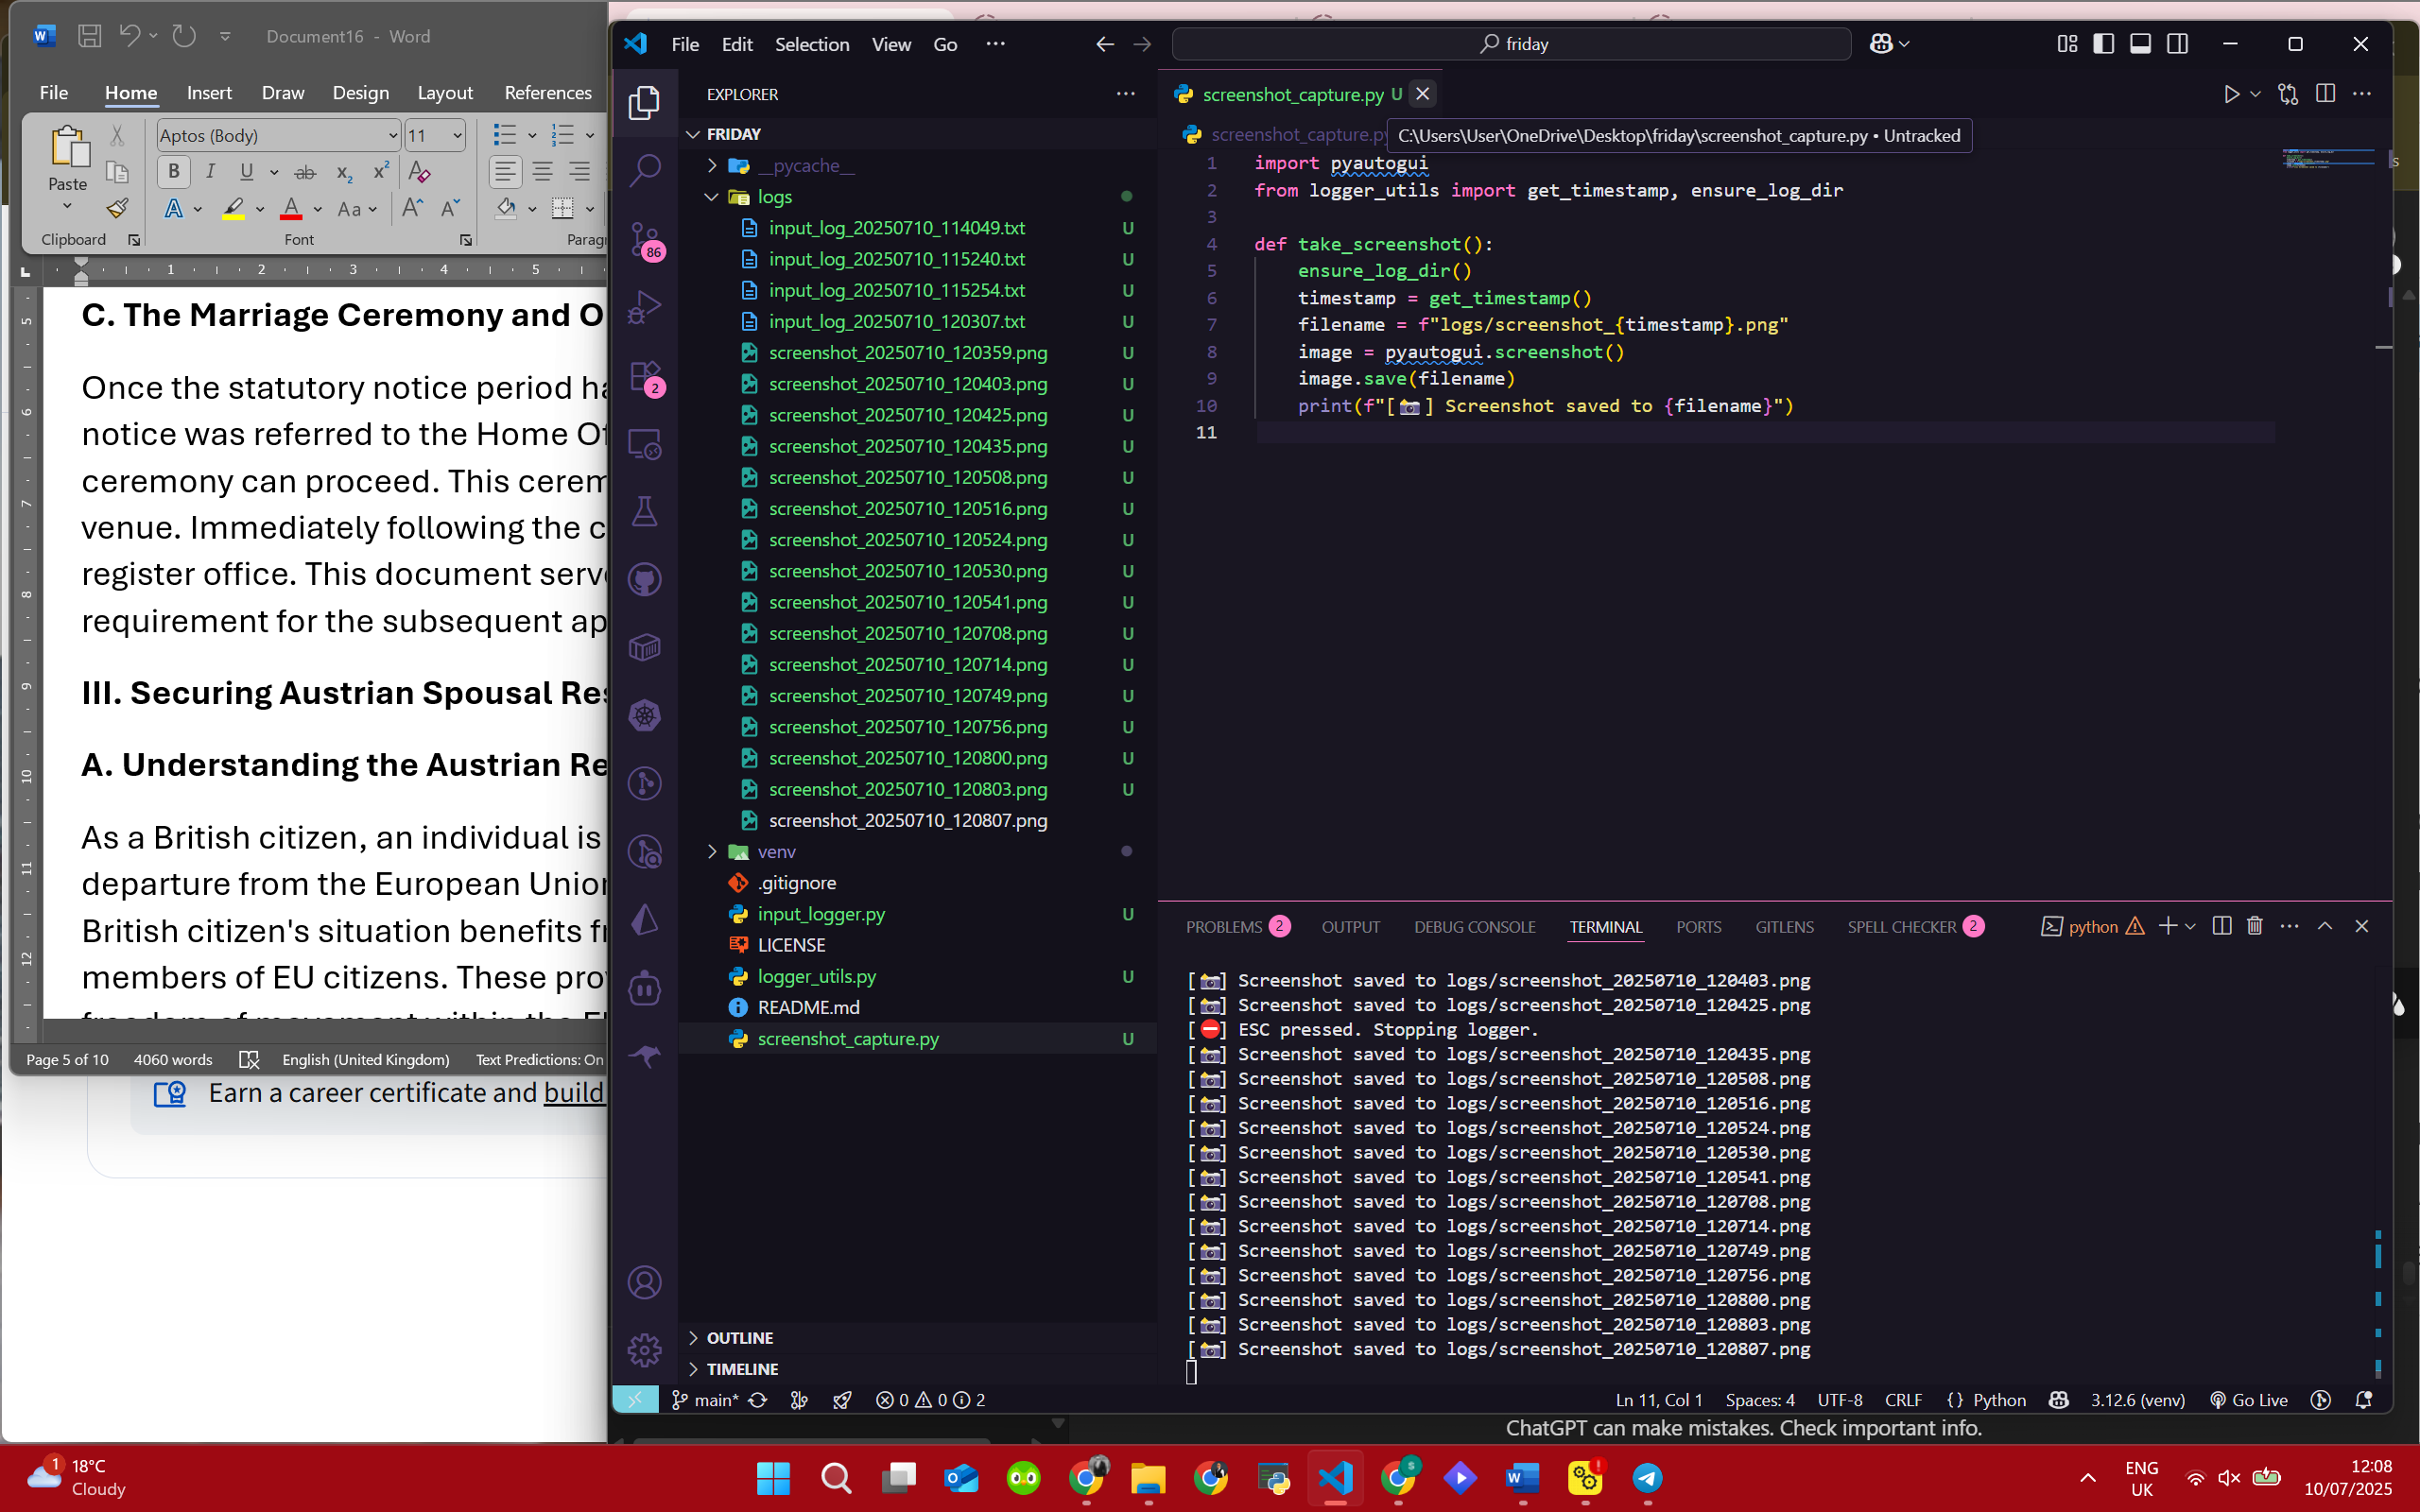 Document16 - Word
File Home Insert Draw Design Layout References
Paste
Aptos (Body) 11
Clipboard Font
1 2 3 4 5
C. The Marriage Ceremony and O
Once the statutory notice period
notice was referred to the Home
ceremony can proceed. This
venue. Immediately following the
register office. This document
requirement for the subsequent
III. Securing Austrian Spousal
A. Understanding the Austrian
As a British citizen, an individual is
departure from the European
British citizen's situation benefits
members of EU citizens. These
Page 5 of 10 4060 words English (United Kingdom) Text Predictions: On
Earn a career certificate and build
File Edit Selection View Go ···
friday
EXPLORER
FRIDAY
__pycache__
logs
input_log_20250710_114049.txt U
input_log_20250710_115240.txt U
input_log_20250710_115254.txt U
input_log_20250710_120307.txt U
screenshot_20250710_120359.png U
screenshot_20250710_120403.png U
screenshot_20250710_120425.png U
screenshot_20250710_120435.png U
screenshot_20250710_120508.png U
screenshot_20250710_120516.png U
screenshot_20250710_120524.png U
screenshot_20250710_120530.png U
screenshot_20250710_120541.png U
screenshot_20250710_120708.png U
screenshot_20250710_120714.png U
screenshot_20250710_120749.png U
screenshot_20250710_120756.png U
screenshot_20250710_120800.png U
screenshot_20250710_120803.png U
screenshot_20250710_120807.png
venv
.gitignore
input_logger.py U
LICENSE
logger_utils.py U
README.md
screenshot_capture.py U
OUTLINE
TIMELINE
86
2
screenshot_capture.py U
screenshot_capture.py
C:\Users\User\OneDrive\Desktop\friday\screenshot_capture.py • Untracked
1 import pyautogui
2 from logger_utils import get_timestamp, ensure_log_dir
3
4 def take_screenshot():
5 ensure_log_dir()
6 timestamp = get_timestamp()
7 filename = f"logs/screenshot_{timestamp}.png"
8 image = pyautogui.screenshot()
9 image.save(filename)
10 print(f"[📸] Screenshot saved to {filename}")
11
PROBLEMS 2 OUTPUT DEBUG CONSOLE TERMINAL PORTS GITLENS SPELL CHECKER 2 python
[📸] Screenshot saved to logs/screenshot_20250710_120403.png
[📸] Screenshot saved to logs/screenshot_20250710_120425.png
[⛔] ESC pressed. Stopping logger.
[📸] Screenshot saved to logs/screenshot_20250710_120435.png
[📸] Screenshot saved to logs/screenshot_20250710_120508.png
[📸] Screenshot saved to logs/screenshot_20250710_120516.png
[📸] Screenshot saved to logs/screenshot_20250710_120524.png
[📸] Screenshot saved to logs/screenshot_20250710_120530.png
[📸] Screenshot saved to logs/screenshot_20250710_120541.png
[📸] Screenshot saved to logs/screenshot_20250710_120708.png
[📸] Screenshot saved to logs/screenshot_20250710_120714.png
[📸] Screenshot saved to logs/screenshot_20250710_120749.png
[📸] Screenshot saved to logs/screenshot_20250710_120756.png
[📸] Screenshot saved to logs/screenshot_20250710_120800.png
[📸] Screenshot saved to logs/screenshot_20250710_120803.png
[📸] Screenshot saved to logs/screenshot_20250710_120807.png
main* 0 0 2 Ln 11, Col 1 Spaces: 4 UTF-8 CRLF {} Python 3.12.6 (venv) Go Live
ChatGPT can make mistakes. Check important info.
1 18°C
Cloudy
ENG
UK
12:08
10/07/2025